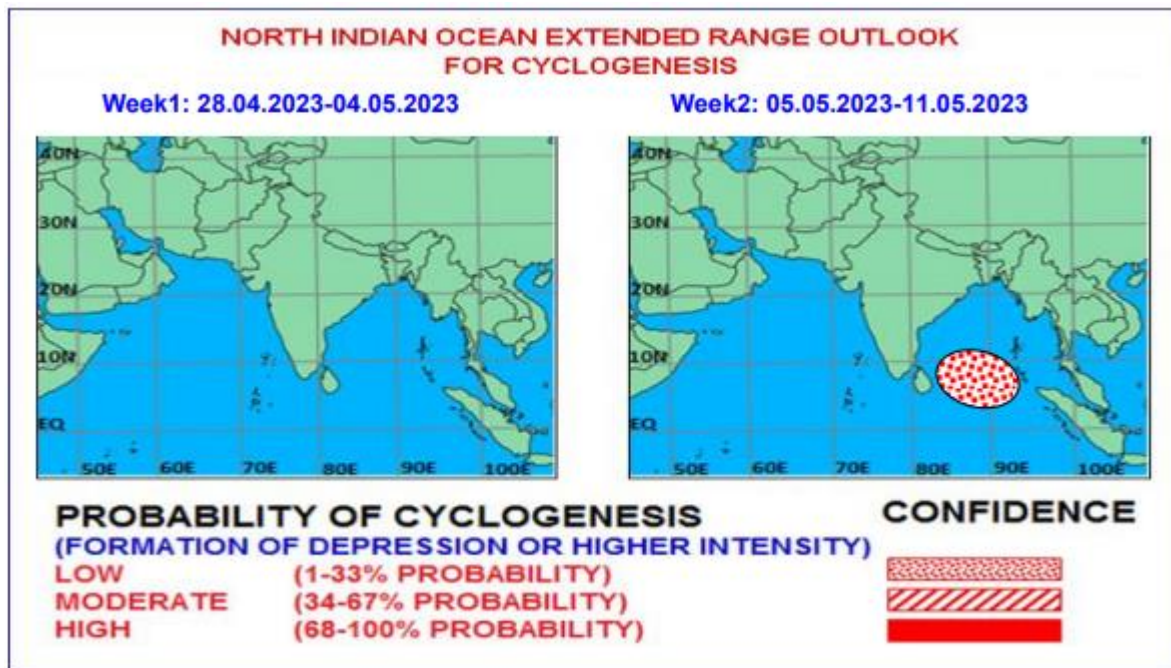 NORTH INDIAN OCEAN EXTENDED RANGE OUTLOOK
FOR CYCLOGENESIS
Week1: 28.04.2023-04.05.2023
Week2: 05.05.2023-11.05.2023
40N
30N
20N
10N
EQ
50E 60E 70E 80E 90E 100E
40N
30N
20N
10N
EQ
50E 60E 70E 80E 90E 100E
PROBABILITY OF CYCLOGENESIS
CONFIDENCE
(FORMATION OF DEPRESSION OR HIGHER INTENSITY)
LOW (1-33% PROBABILITY)
MODERATE (34-67% PROBABILITY)
HIGH (68-100% PROBABILITY)